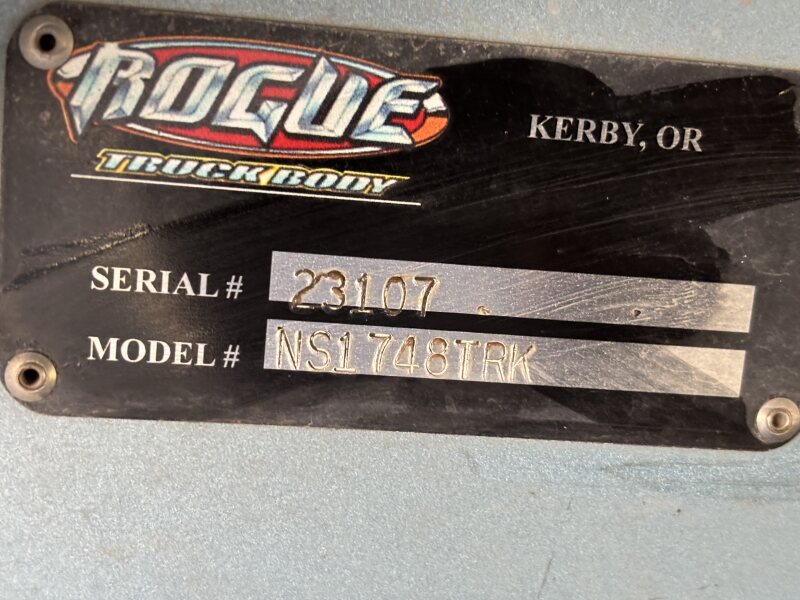 ROGUE
TRUCK BODY
KERBY, OR
SERIAL # 23107
MODEL # NS1748TRK